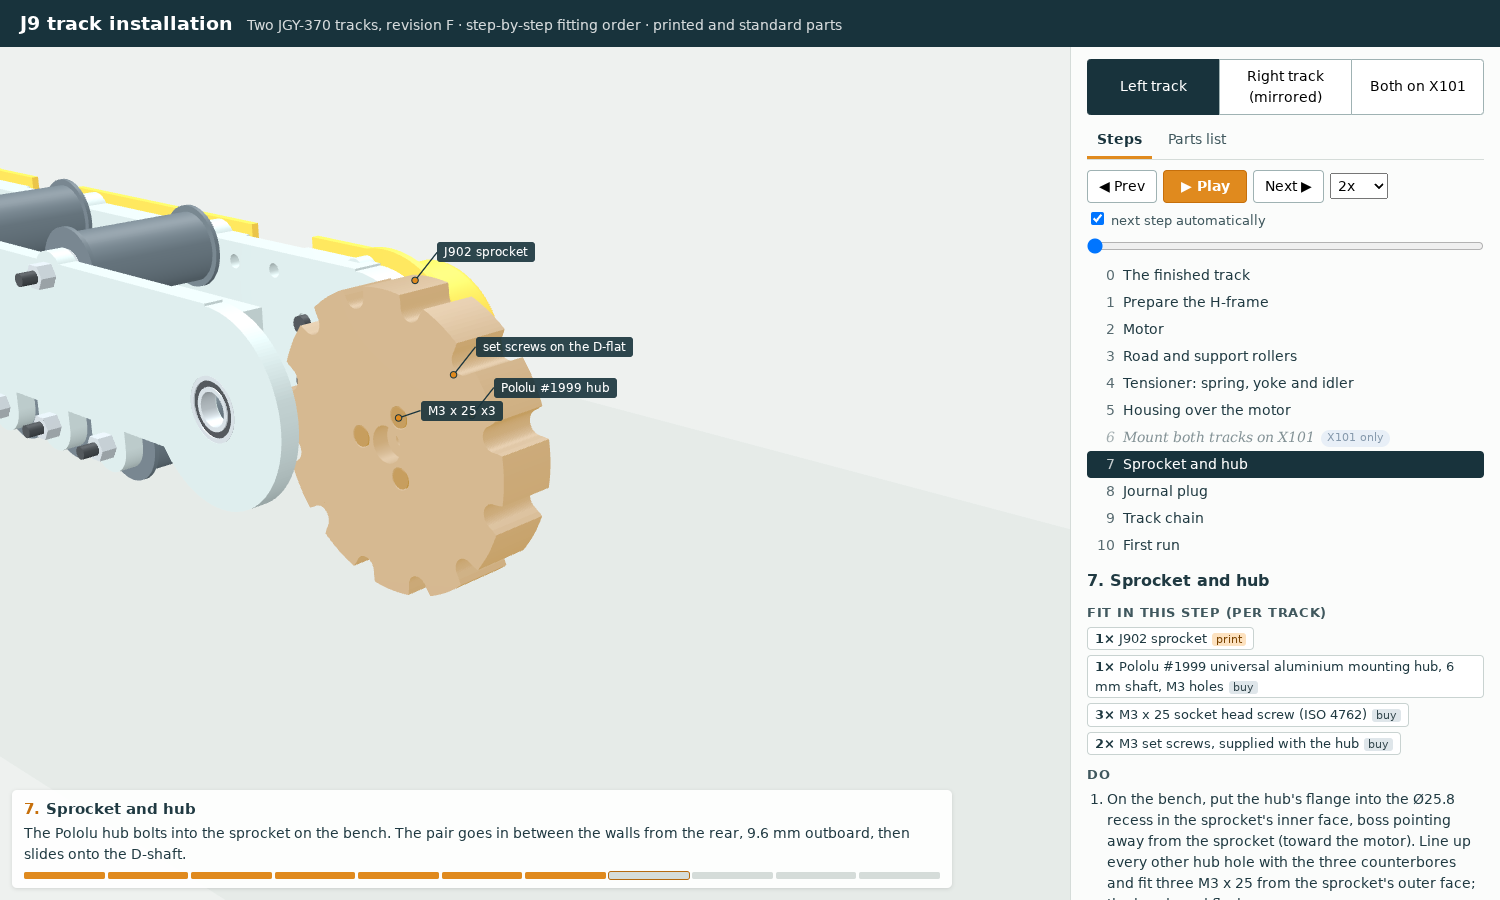 J9 track installation
Two JGY-370 tracks, revision F · step-by-step fitting order · printed and standard parts
J902 sprocket
set screws on the D-flat
Pololu #1999 hub
M3 x 25 x3
Left track
Right track
(mirrored)
Both on X101
Steps
Parts list
◀ Prev
▶ Play
Next ▶
2x
next step automatically
0 The finished track
1 Prepare the H-frame
2 Motor
3 Road and support rollers
4 Tensioner: spring, yoke and idler
5 Housing over the motor
6 Mount both tracks on X101 X101 only
7 Sprocket and hub
8 Journal plug
9 Track chain
10 First run
7. Sprocket and hub
FIT IN THIS STEP (PER TRACK)
1× J902 sprocket print
1× Pololu #1999 universal aluminium mounting hub, 6
mm shaft, M3 holes buy
3× M3 x 25 socket head screw (ISO 4762) buy
2× M3 set screws, supplied with the hub buy
DO
1. On the bench, put the hub's flange into the Ø25.8
recess in the sprocket's inner face, boss pointing
away from the sprocket (toward the motor). Line up
every other hub hole with the three counterbores
and fit three M3 x 25 from the sprocket's outer face;
7. Sprocket and hub
The Pololu hub bolts into the sprocket on the bench. The pair goes in between the walls from the rear, 9.6 mm outboard, then
slides onto the D-shaft.